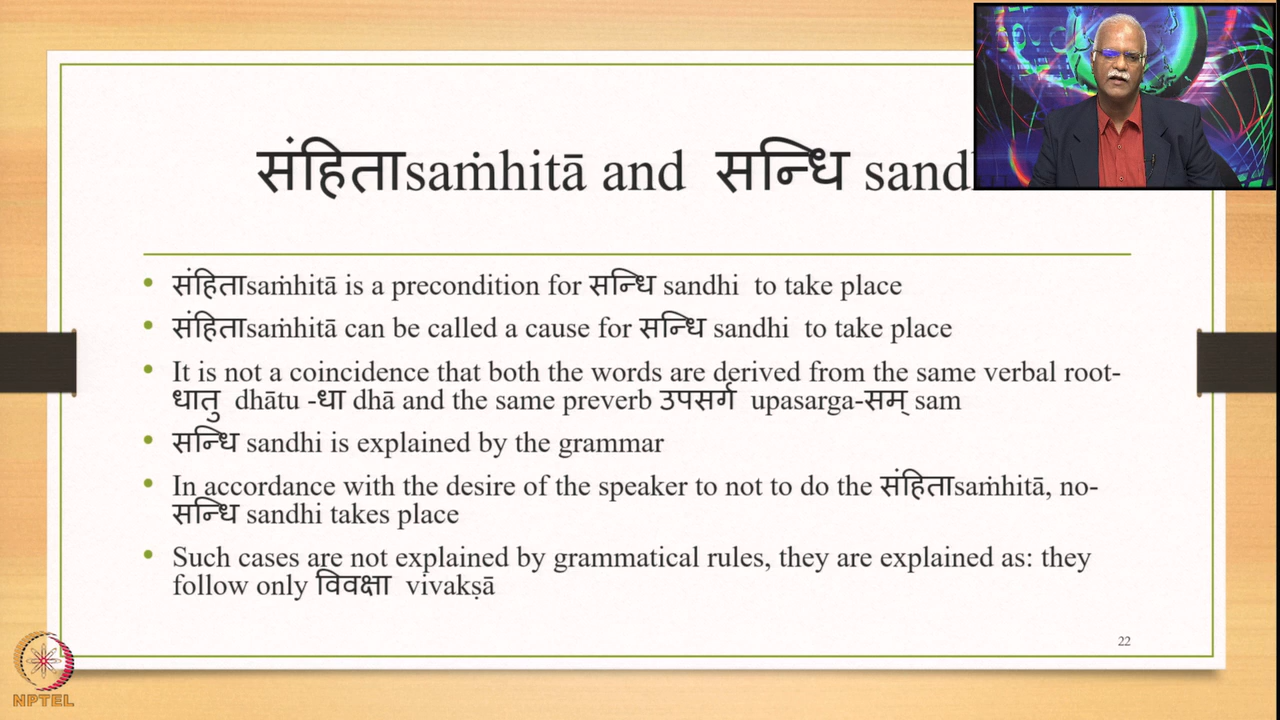 संहिताsaṁhitā and सन्धि sand
• संहिताsaṁhitā is a precondition for सन्धि sandhi to take place
• संहिताsaṁhitā can be called a cause for सन्धि sandhi to take place
• It is not a coincidence that both the words are derived from the same verbal root-
धातु dhātu -धा dhā and the same preverb उपसर्ग upasarga-सम् sam
• सन्धि sandhi is explained by the grammar
• In accordance with the desire of the speaker to not to do the संहिताsaṁhitā, no-
सन्धि sandhi takes place
• Such cases are not explained by grammatical rules, they are explained as: they
follow only विवक्षा vivakṣā
22
NPTEL